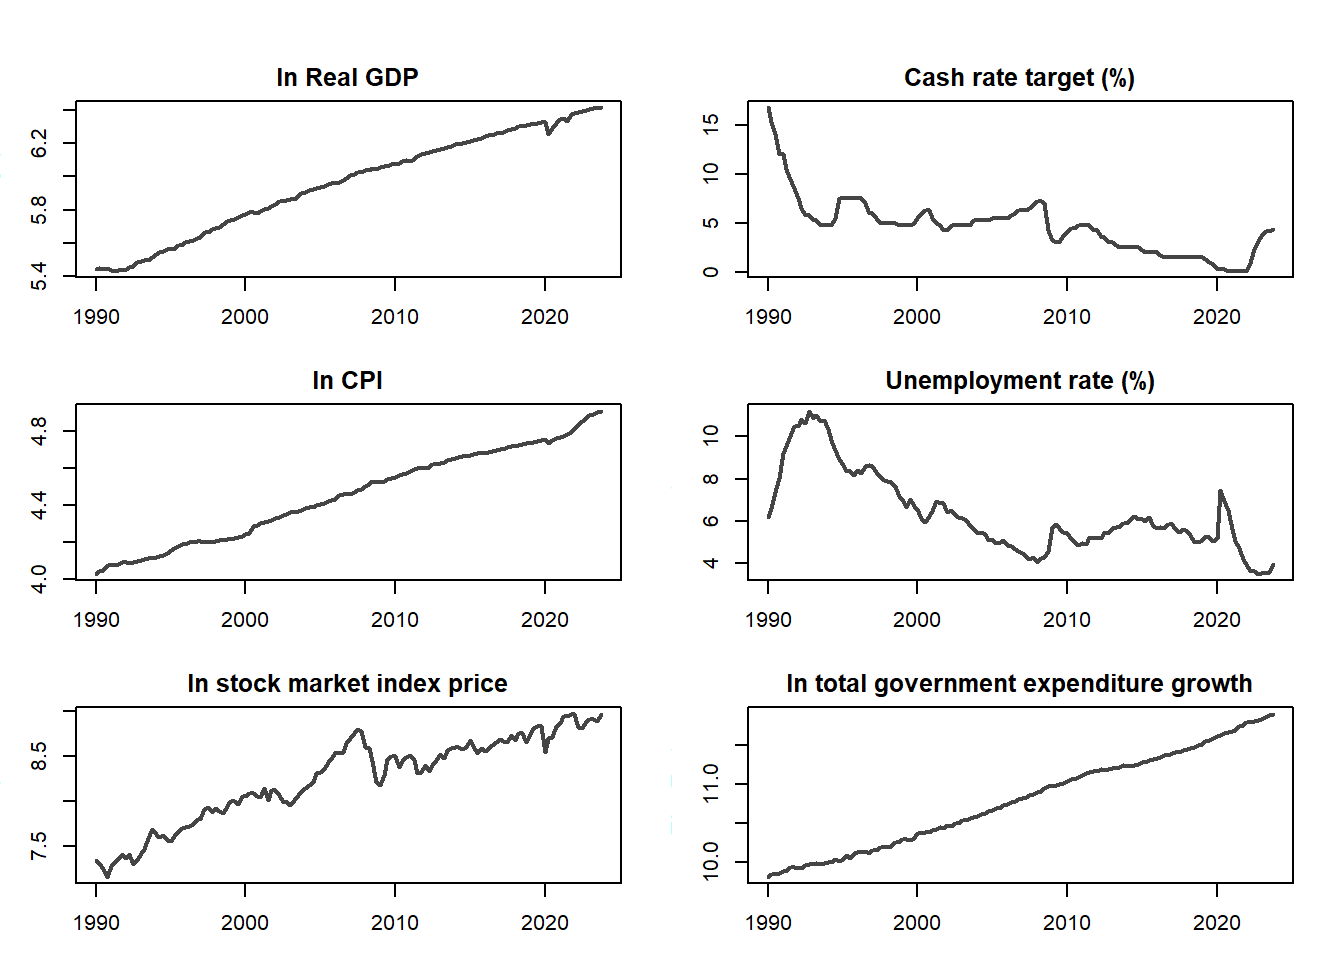 ln Real GDP
5.4 5.8 6.2
1990 2000 2010 2020
Cash rate target (%)
0 5 10 15
1990 2000 2010 2020
ln CPI
4.0 4.4 4.8
1990 2000 2010 2020
Unemployment rate (%)
4 6 8 10
1990 2000 2010 2020
ln stock market index price
7.5 8.5
1990 2000 2010 2020
ln total government expenditure growth
10.0 11.0
1990 2000 2010 2020